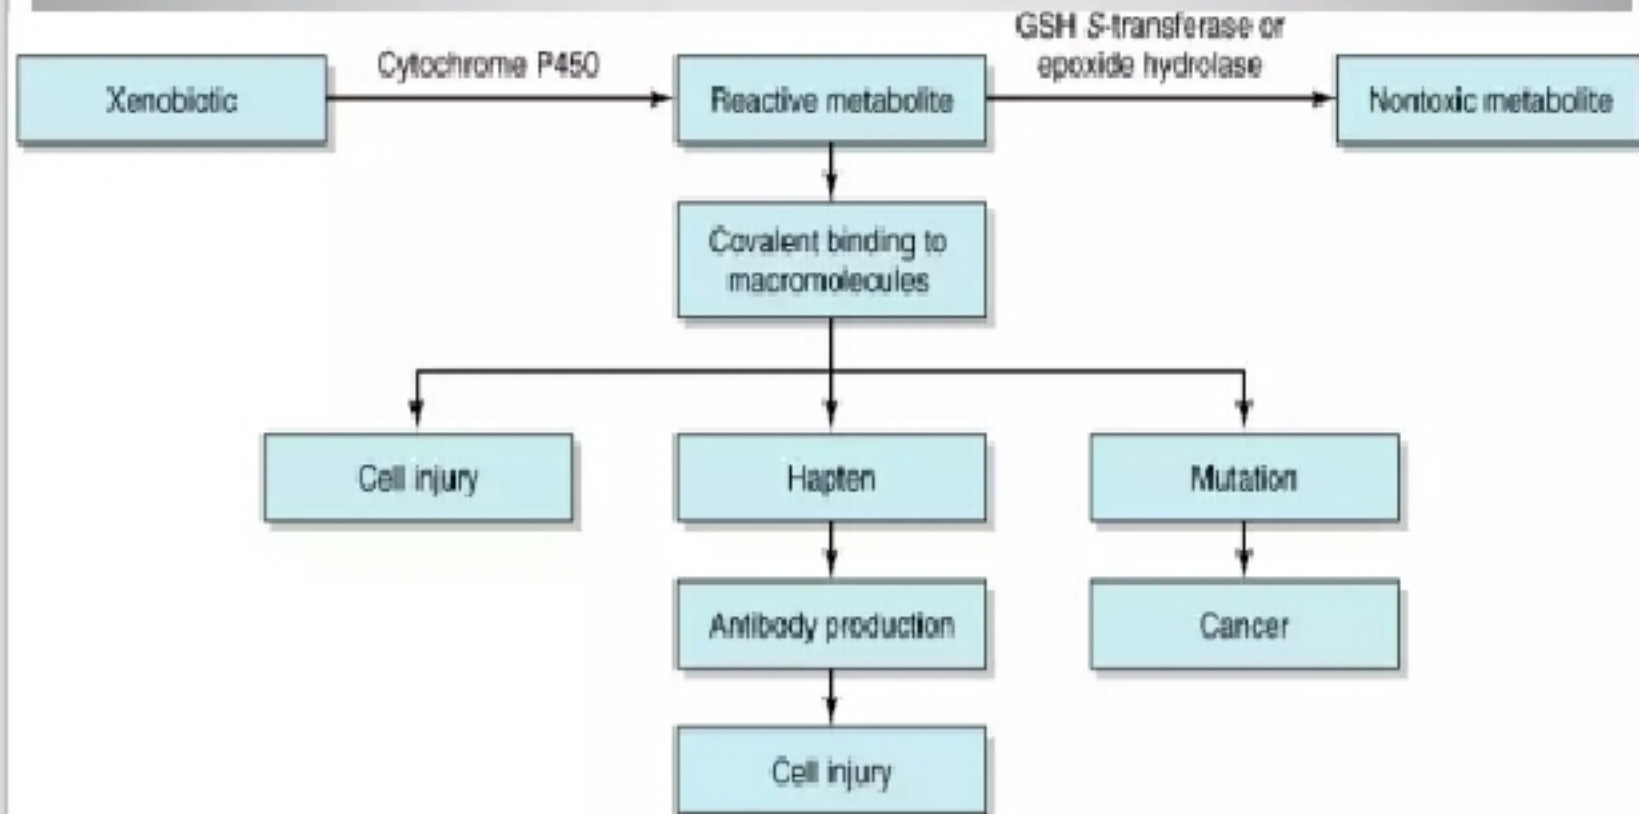 GSH S-transferase or
epoxide hydrolase
Cytochrome P450
Xenobiotic
Reactive metabolite
Nontoxic metabolite
Covalent binding to
macromolecules
Cell injury
Hapten
Mutation
Antibody production
Cancer
Cell injury